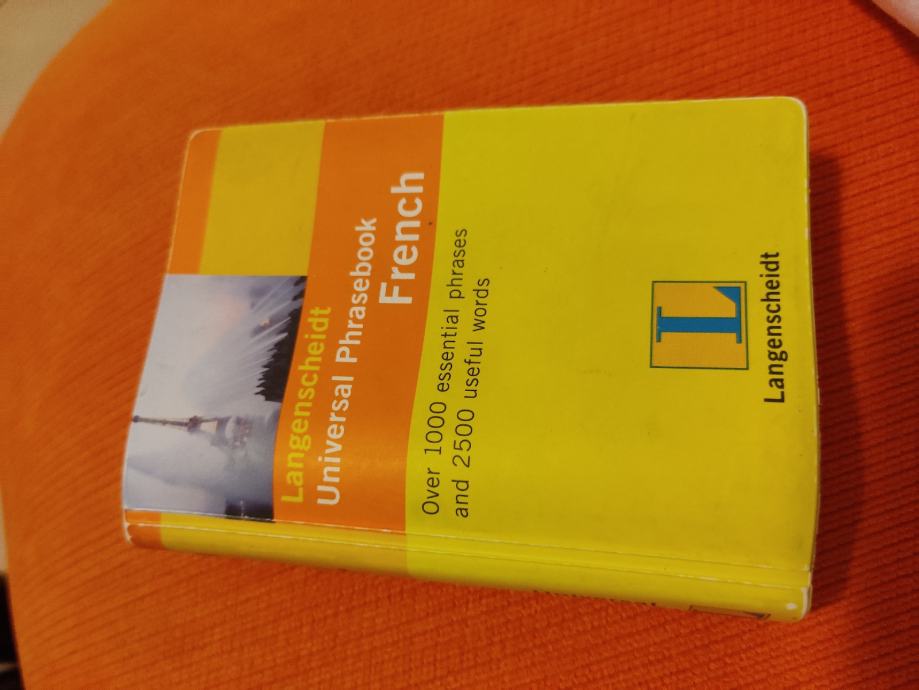 Langenscheidt
Universal Phrasebook
French
Over 1000 essential phrases
and 2500 useful words
L
Langenscheidt